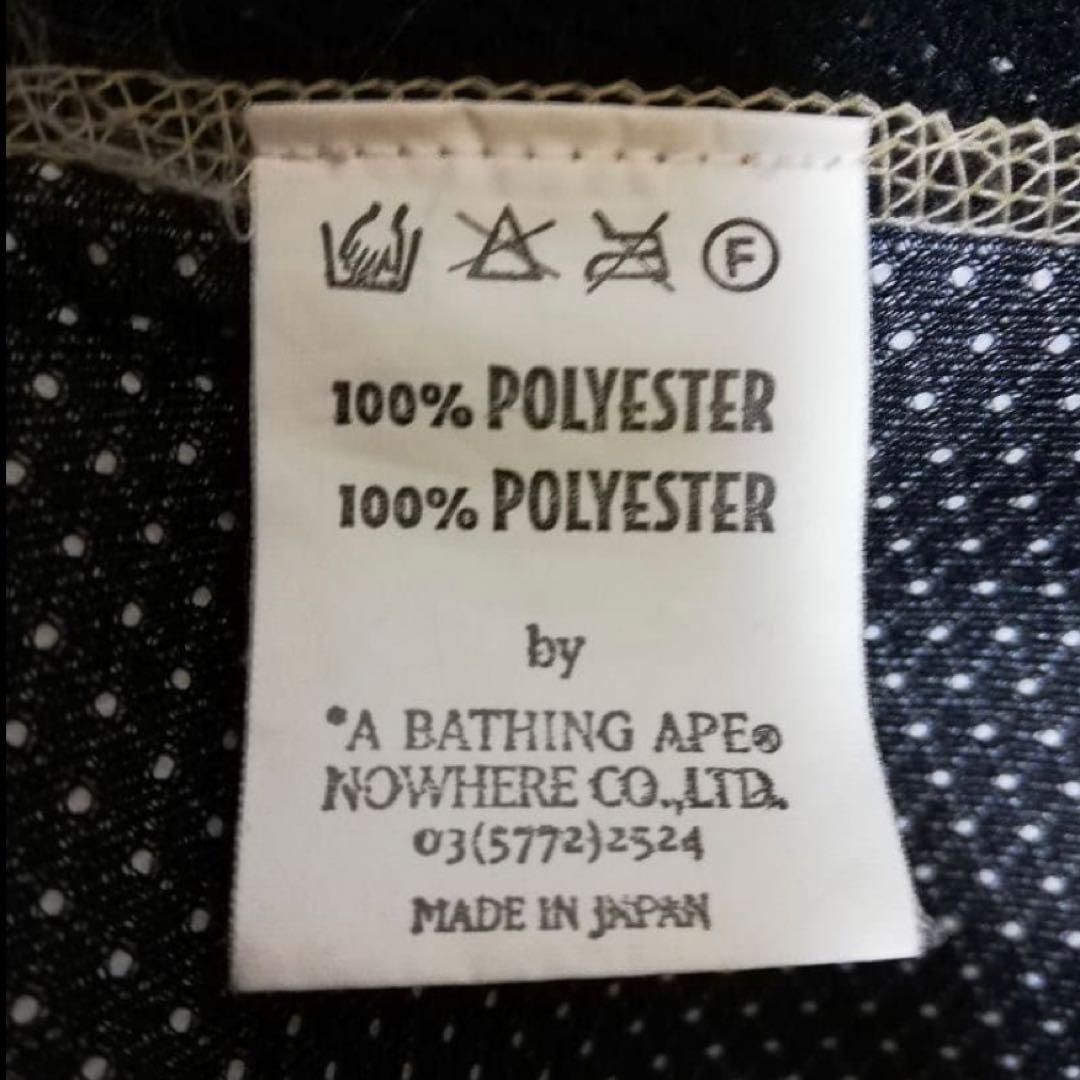 F
100% POLYESTER
100% POLYESTER
by
*A BATHING APE®
NOWHERE CO.,LTD.
03(5772)2524
MADE IN JAPAN